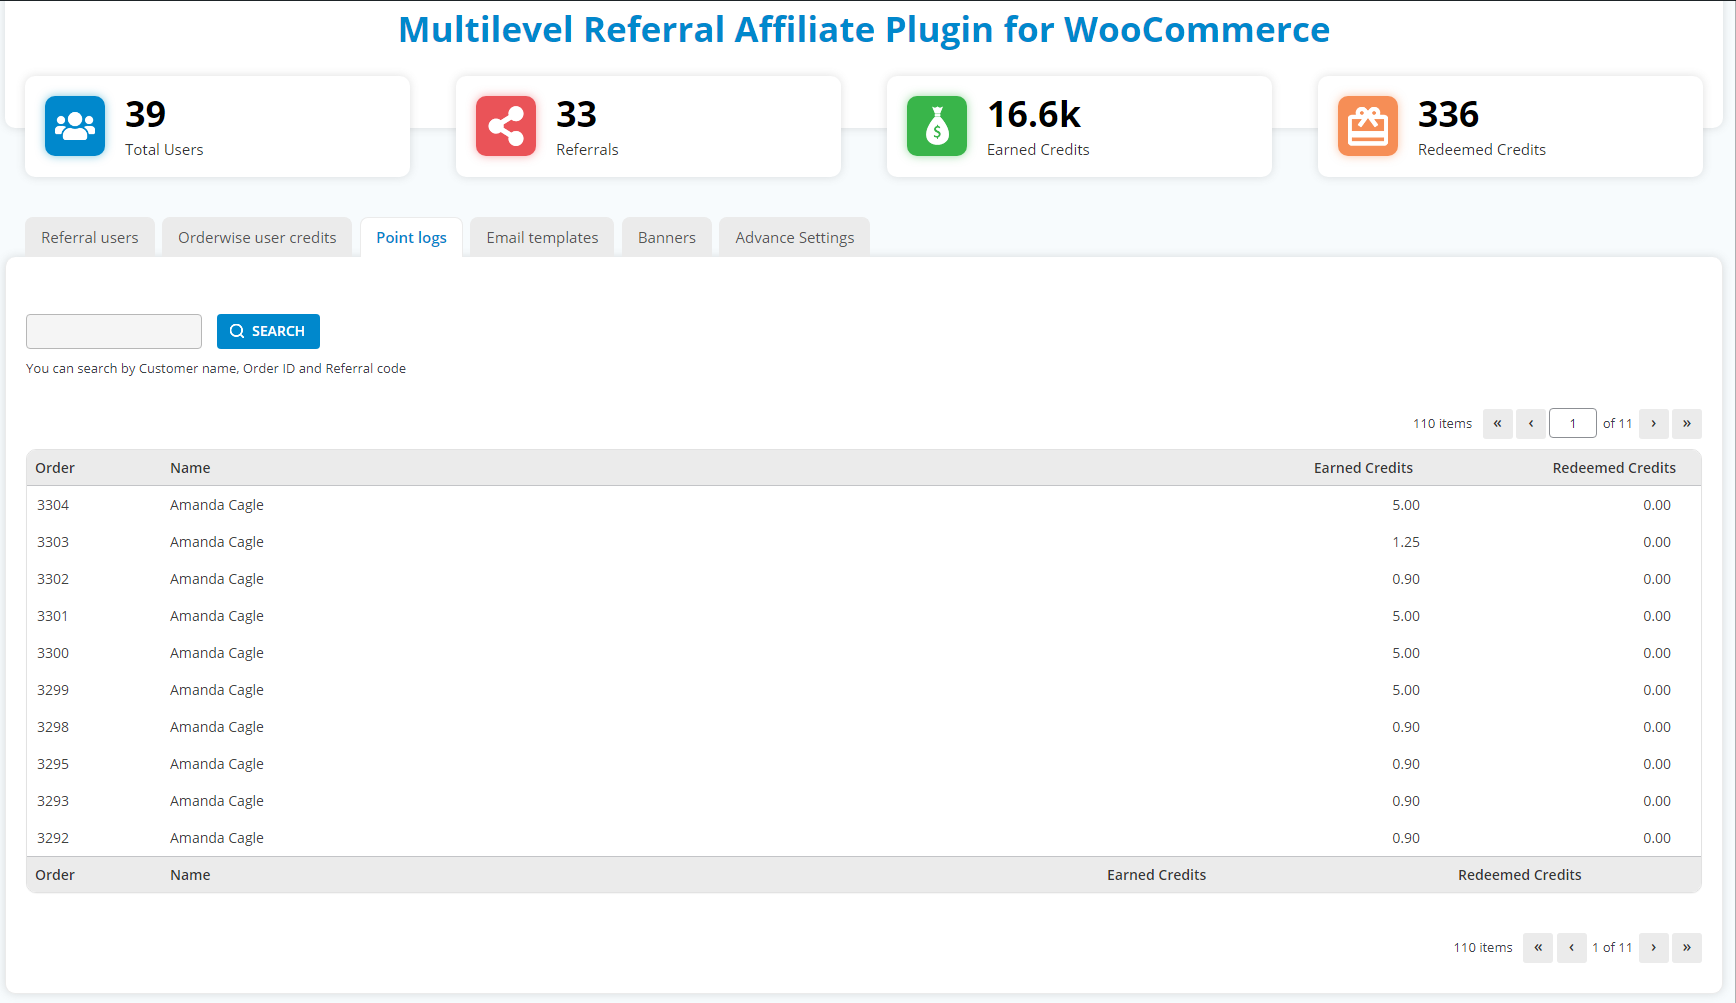 Multilevel Referral Affiliate Plugin for WooCommerce
39
Total Users
33
Referrals
16.6k
Earned Credits
336
Redeemed Credits
Referral users Orderwise user credits Point logs Email templates Banners Advance Settings
SEARCH
You can search by Customer name, Order ID and Referral code
110 items « ‹ 1 of 11 › »
Order Name Earned Credits Redeemed Credits
3304 Amanda Cagle 5.00 0.00
3303 Amanda Cagle 1.25 0.00
3302 Amanda Cagle 0.90 0.00
3301 Amanda Cagle 5.00 0.00
3300 Amanda Cagle 5.00 0.00
3299 Amanda Cagle 5.00 0.00
3298 Amanda Cagle 0.90 0.00
3295 Amanda Cagle 0.90 0.00
3293 Amanda Cagle 0.90 0.00
3292 Amanda Cagle 0.90 0.00
Order Name Earned Credits Redeemed Credits
110 items « ‹ 1 of 11 › »